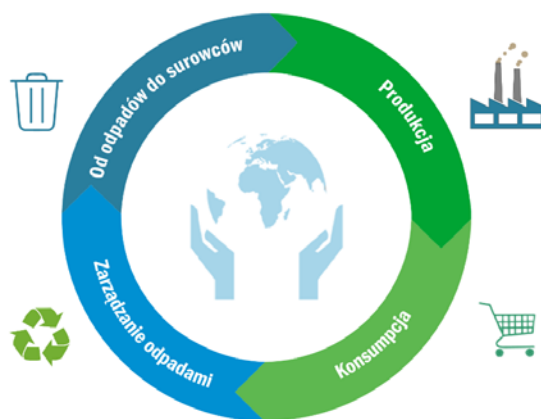 Od odpadów do surowców
Produkcja
Konsumpcja
Zarządzanie odpadami